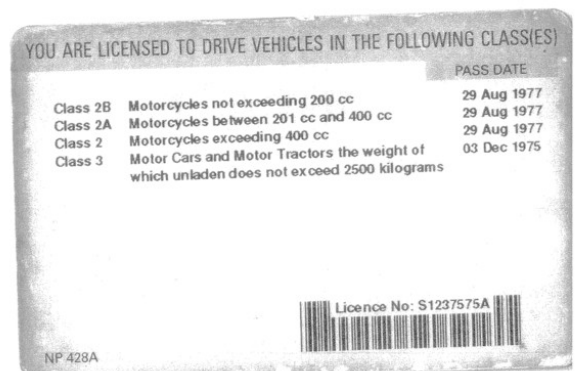 YOU ARE LICENSED TO DRIVE VEHICLES IN THE FOLLOWING CLASS(ES)
PASS DATE
Class 2B Motorcycles not exceeding 200 cc 29 Aug 1977
Class 2A Motorcycles between 201 cc and 400 cc 29 Aug 1977
Class 2 Motorcycles exceeding 400 cc 29 Aug 1977
Class 3 Motor Cars and Motor Tractors the weight of 03 Dec 1975
which unladen does not exceed 2500 kilograms
Licence No: S1237575A
NP 428A